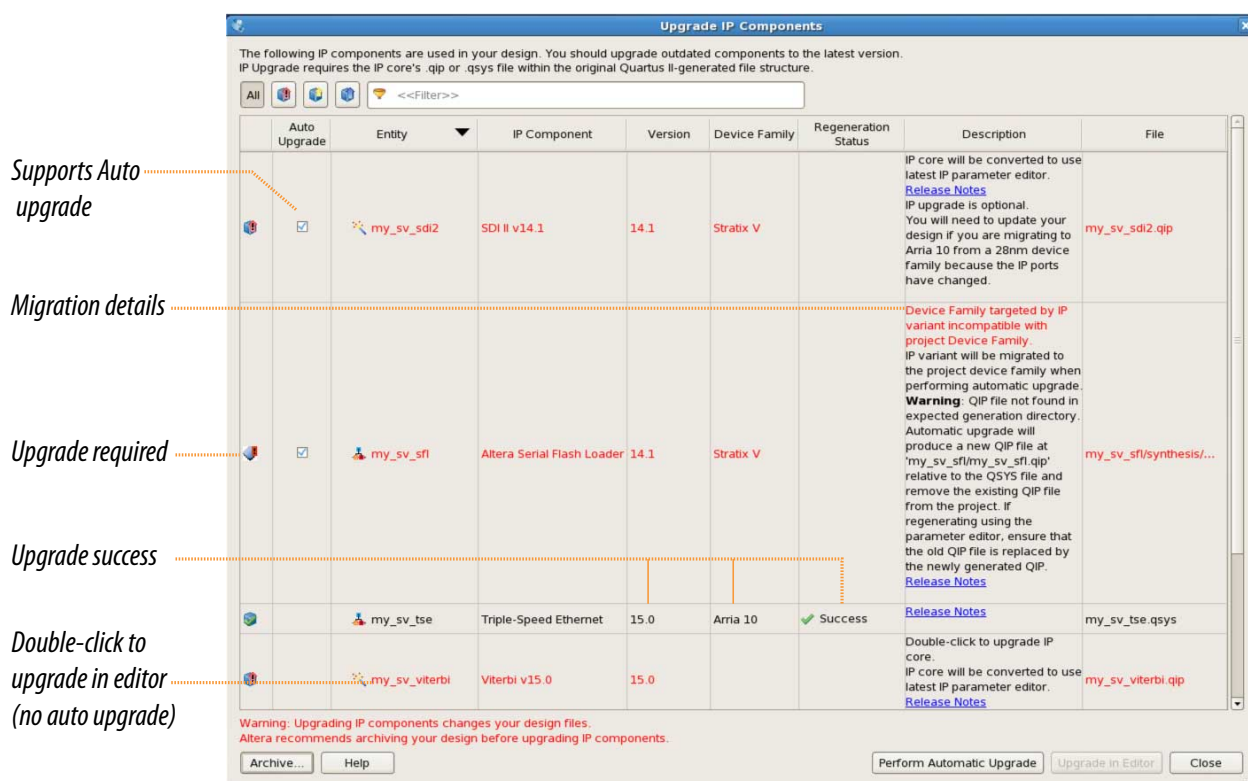 Upgrade IP Components
The following IP components are used in your design. You should upgrade outdated components to the latest version.
IP Upgrade requires the IP core's .qip or .qsys file within the original Quartus II-generated file structure.
All
<<Filter>>
Auto Upgrade
Entity
IP Component
Version
Device Family
Regeneration Status
Description
File
Supports Auto
upgrade
my_sv_sdi2
SDI II v14.1
14.1
Stratix V
IP core will be converted to use
latest IP parameter editor.
Release Notes
IP upgrade is optional.
You will need to update your
design if you are migrating to
Arria 10 from a 28nm device
family because the IP ports
have changed.
my_sv_sdi2.qip
Migration details
Upgrade required
my_sv_sfl
Altera Serial Flash Loader
14.1
Stratix V
Device Family targeted by IP
variant incompatible with
project Device Family.
IP variant will be migrated to
the project device family when
performing automatic upgrade.
Warning: QIP file not found in
expected generation directory.
Automatic upgrade will
produce a new QIP file at
'my_sv_sfl/my_sv_sfl.qip'
relative to the QSYS file and
remove the existing QIP file
from the project. If
regenerating using the
parameter editor, ensure that
the old QIP file is replaced by
the newly generated QIP.
Release Notes
my_sv_sfl/synthesis/...
Upgrade success
my_sv_tse
Triple-Speed Ethernet
15.0
Arria 10
Success
Release Notes
my_sv_tse.qsys
Double-click to
upgrade in editor
(no auto upgrade)
my_sv_viterbi
Viterbi v15.0
15.0
Double-click to upgrade IP
core.
IP core will be converted to use
latest IP parameter editor.
Release Notes
my_sv_viterbi.qip
Warning: Upgrading IP components changes your design files.
Altera recommends archiving your design before upgrading IP components.
Archive...
Help
Perform Automatic Upgrade
Upgrade in Editor
Close